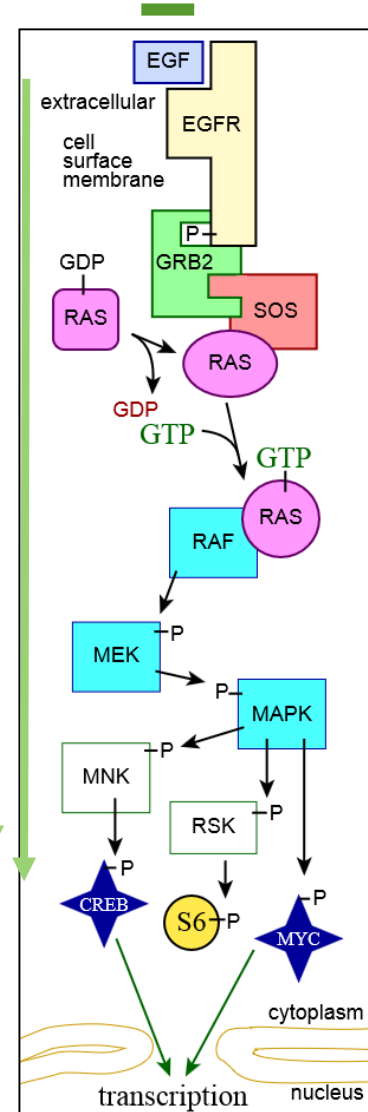 EGF
extracellular
EGFR
cell
surface
membrane
P
GRB2
GDP
SOS
RAS
RAS
GDP
GTP
GTP
RAS
RAF
P
MEK
P
MAPK
P
MNK
P
RSK
P
CREB
P
S6
P
MYC
cytoplasm
nucleus
transcription